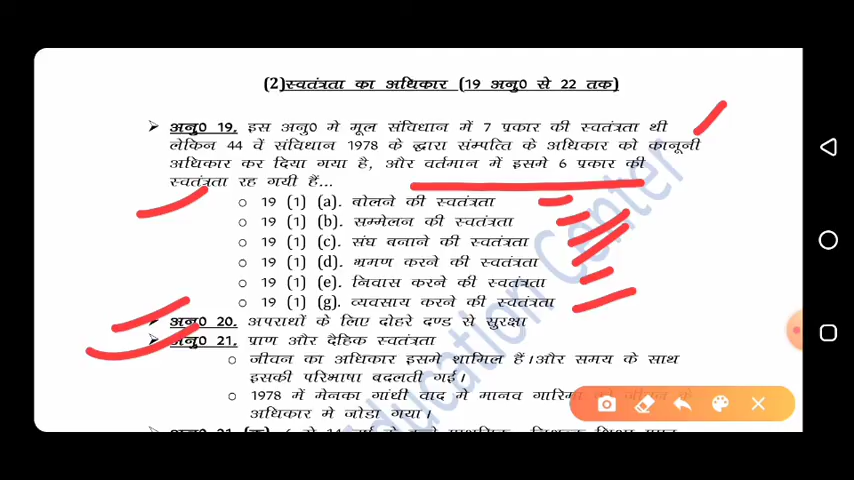 (2)स्वतंत्रता का अधिकार (19 अनु0 से 22 तक)
➤ अनु0 19. इस अनु0 मे मूल संविधान में 7 प्रकार की स्वतंत्रता थी
लेकिन 44 वें संविधान 1978 के द्वारा सम्पत्ति के अधिकार को कानूनी
अधिकार कर दिया गया है, और वर्तमान में इसमे 6 प्रकार की
स्वतंत्रता रह गयी हैं...
o 19 (1) (a). बोलने की स्वतंत्रता
o 19 (1) (b). सम्मेलन की स्वतंत्रता
o 19 (1) (c). संघ बनाने की स्वतंत्रता
o 19 (1) (d). भ्रमण करने की स्वतंत्रता
o 19 (1) (e). निवास करने की स्वतंत्रता
o 19 (1) (g). व्यवसाय करने की स्वतंत्रता
➤ अनु0 20. अपराधों के लिए दोहरे दण्ड से सुरक्षा
➤ अनु0 21. प्राण और देहिक स्वतंत्रता
o जीवन का अधिकार इसमे शामिल हैं। और समय के साथ
इसकी परिभाषा बदलती गई।
o 1978 में मेनका गांधी वाद मे मानव गारिमा
अधिकार मे जोडा गया।
Education Center